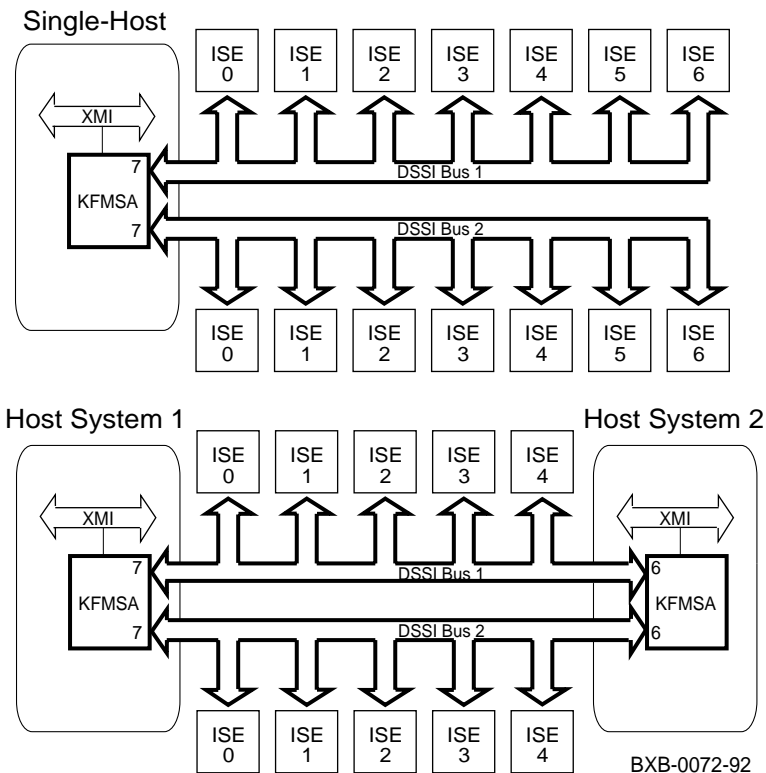 Single-Host
ISE 0
ISE 1
ISE 2
ISE 3
ISE 4
ISE 5
ISE 6
XMI
7
DSSI Bus 1
KFMSA
7
DSSI Bus 2
ISE 0
ISE 1
ISE 2
ISE 3
ISE 4
ISE 5
ISE 6
Host System 1
Host System 2
ISE 0
ISE 1
ISE 2
ISE 3
ISE 4
XMI
XMI
7
DSSI Bus 1
6
KFMSA
KFMSA
7
DSSI Bus 2
6
ISE 0
ISE 1
ISE 2
ISE 3
ISE 4
BXB-0072-92